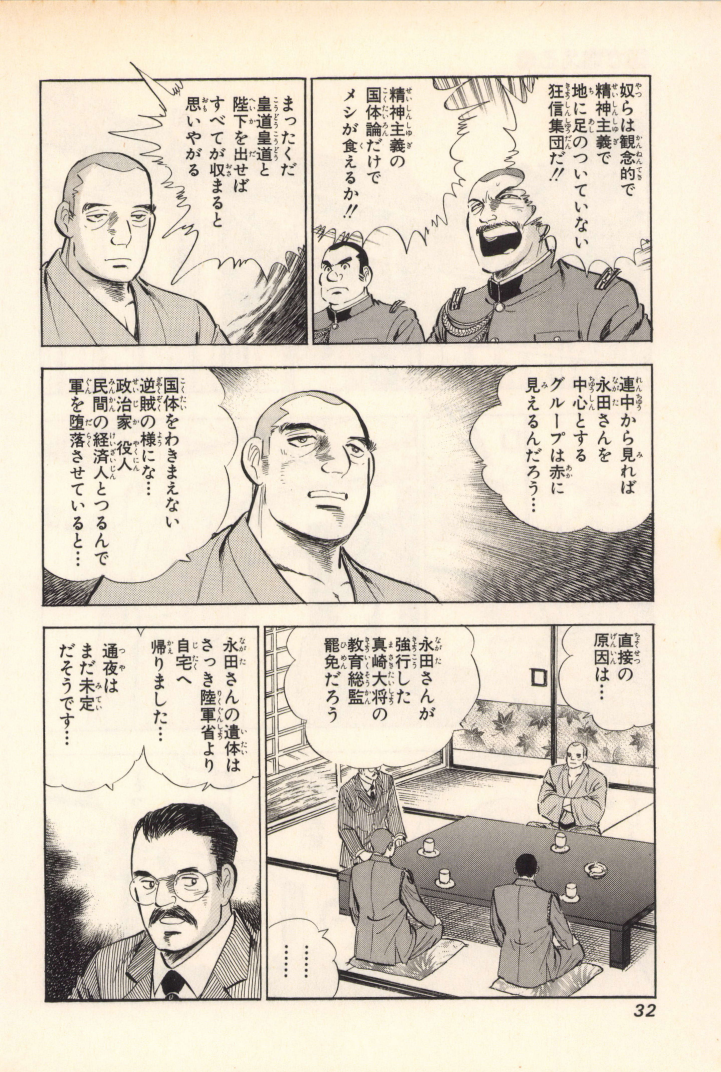 奴らは観念的で
精神主義で
地に足のついていない
狂信集団だ!!
精神主義の
国体論だけで
メシが食えるか!!
まったくだ
皇道皇道と
陛下を出せば
すべてが収まると
思いやがる
連中から見れば
永田さんを
中心とする
グループは赤に
見えるんだろう…
国体をわきまえない
逆賊の様にな…
政治家 役人
民間の経済人とつるんで
軍を堕落させていると…
直接の
原因は…
永田さんが
強行した
真崎大将の
教育総監
罷免だろう
……
……
永田さんの遺体は
さっき陸軍省より
自宅へ
帰りました…
通夜は
まだ未定
だそうです…
32